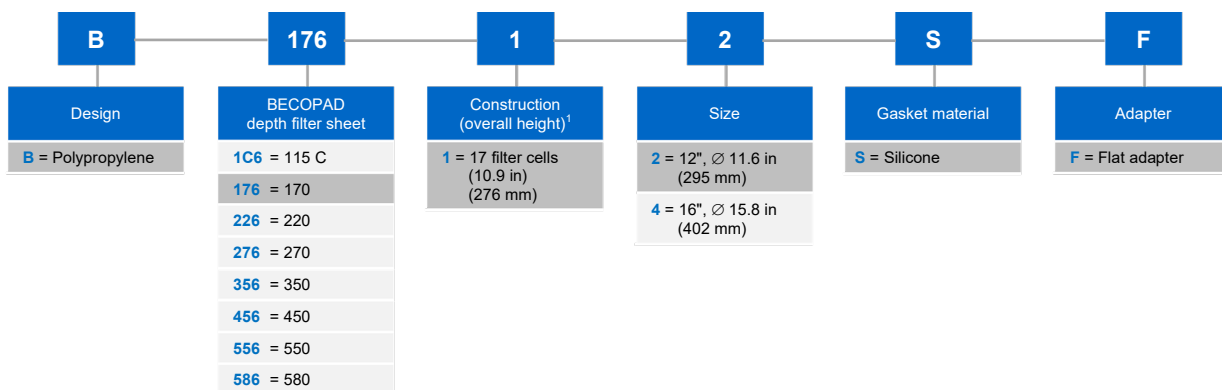 B 176 1 2 S F
Design
BECOPAD
depth filter sheet
Construction
(overall height)¹
Size
Gasket material
Adapter
B = Polypropylene
1C6 = 115 C
176 = 170
226 = 220
276 = 270
356 = 350
456 = 450
556 = 550
586 = 580
1 = 17 filter cells
(10.9 in)
(276 mm)
2 = 12", ∅ 11.6 in
(295 mm)
4 = 16", ∅ 15.8 in
(402 mm)
S = Silicone
F = Flat adapter